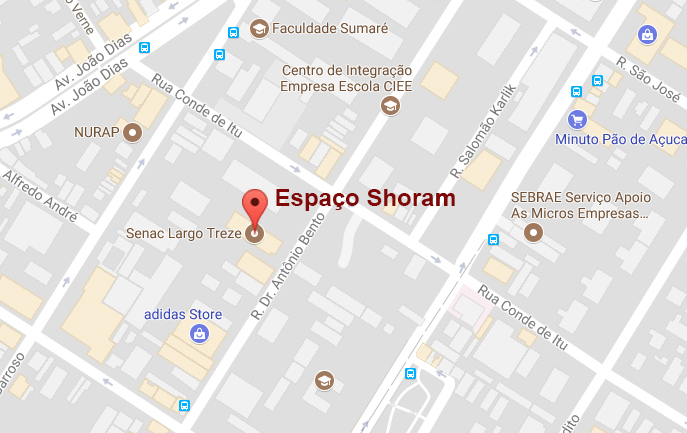 Verne
Faculdade Sumaré
Av. João Dias
Av. João Dias
Centro de Integração
Empresa Escola CIEE
R. São José
Rua Conde de Itu
R. Salomão Karlik
NURAP
Minuto Pão de Açuca
Alfredo André
Espaço Shoram
SEBRAE Serviço Apoio
As Micros Empresas...
Senac Largo Treze
R. Dr. Antônio Bento
adidas Store
Rua Conde de Itu
arroso
dito